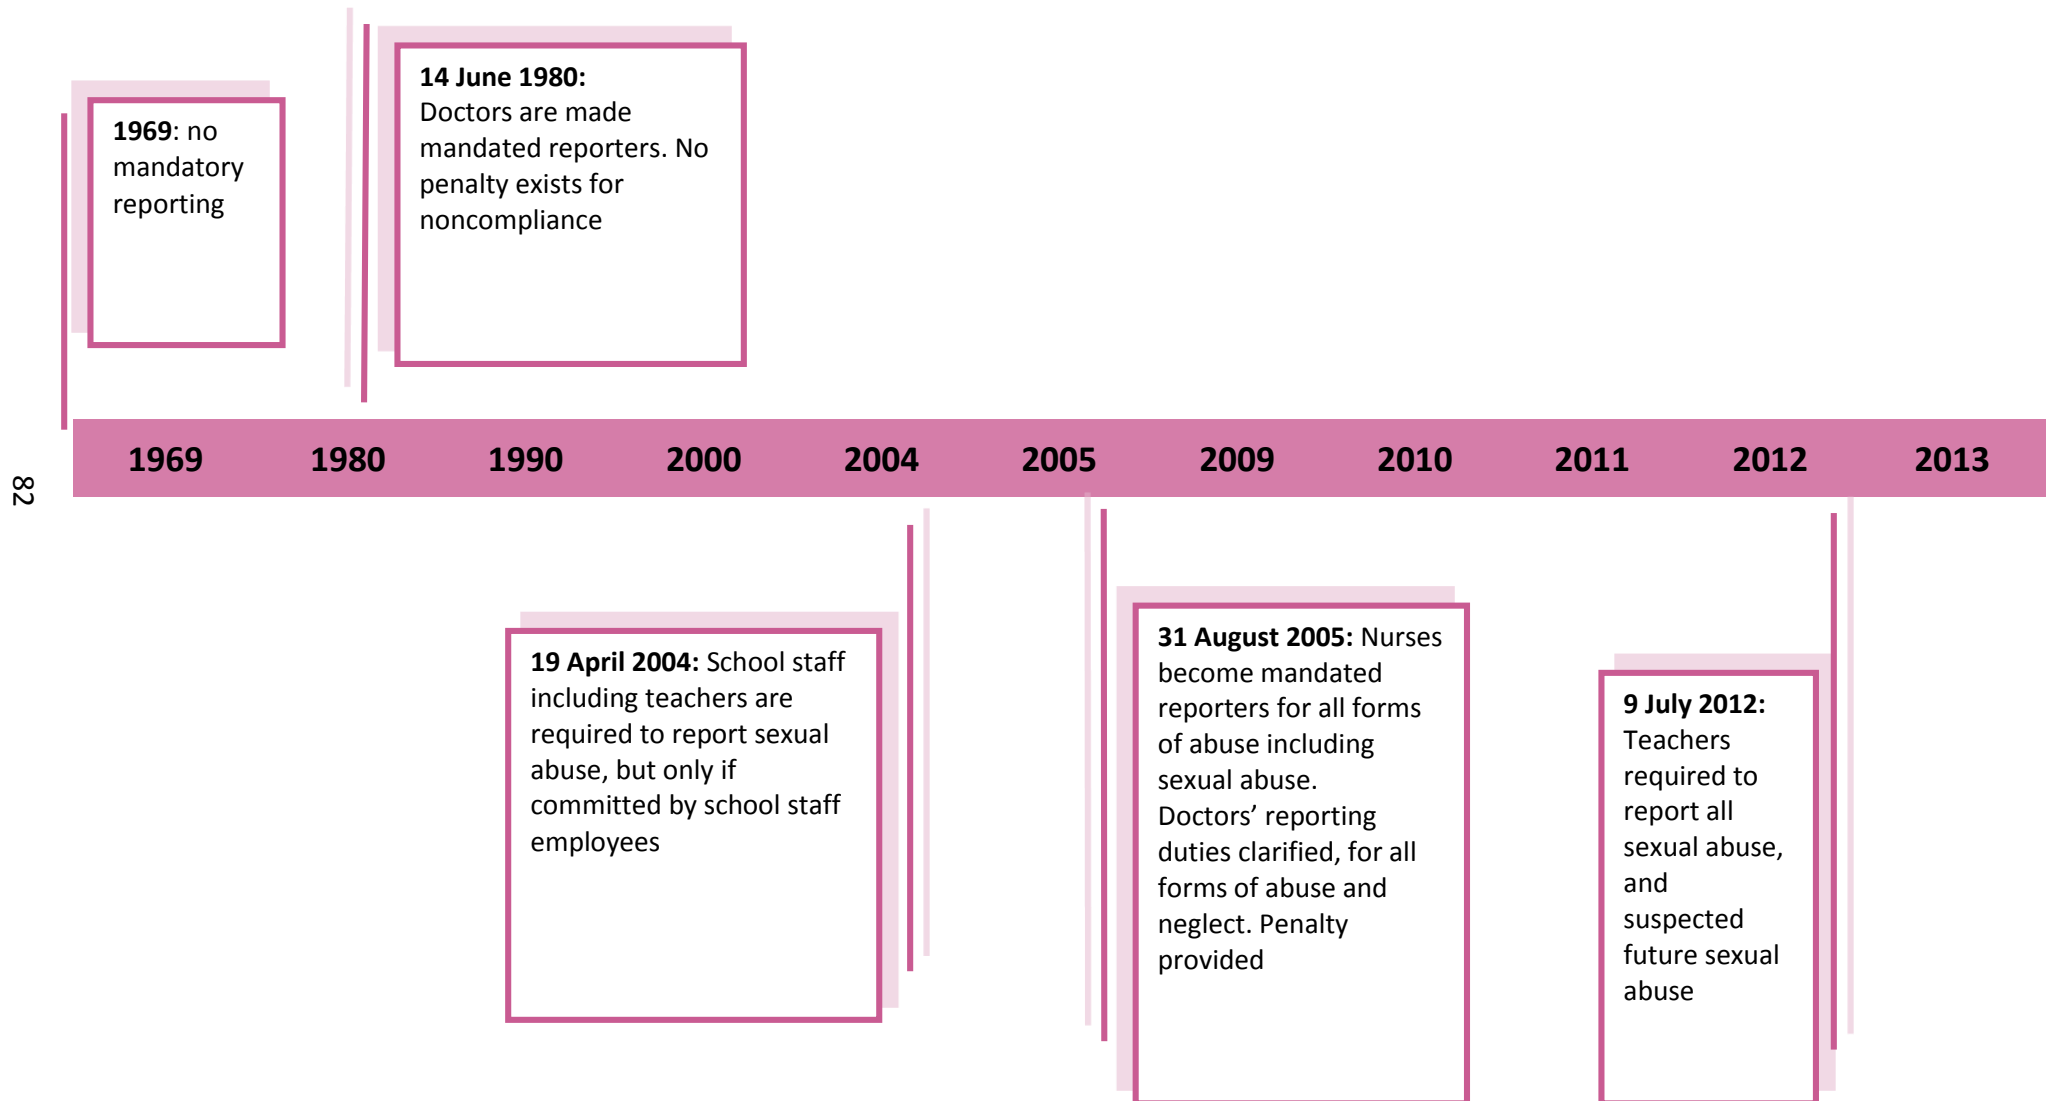 1969: no
mandatory
reporting
14 June 1980:
Doctors are made
mandated reporters. No
penalty exists for
noncompliance
1969 1980 1990 2000 2004 2005 2009 2010 2011 2012 2013
82
19 April 2004: School staff
including teachers are
required to report sexual
abuse, but only if
committed by school staff
employees
31 August 2005: Nurses
become mandated
reporters for all forms
of abuse including
sexual abuse.
Doctors’ reporting
duties clarified, for all
forms of abuse and
neglect. Penalty
provided
9 July 2012:
Teachers
required to
report all
sexual abuse,
and
suspected
future sexual
abuse